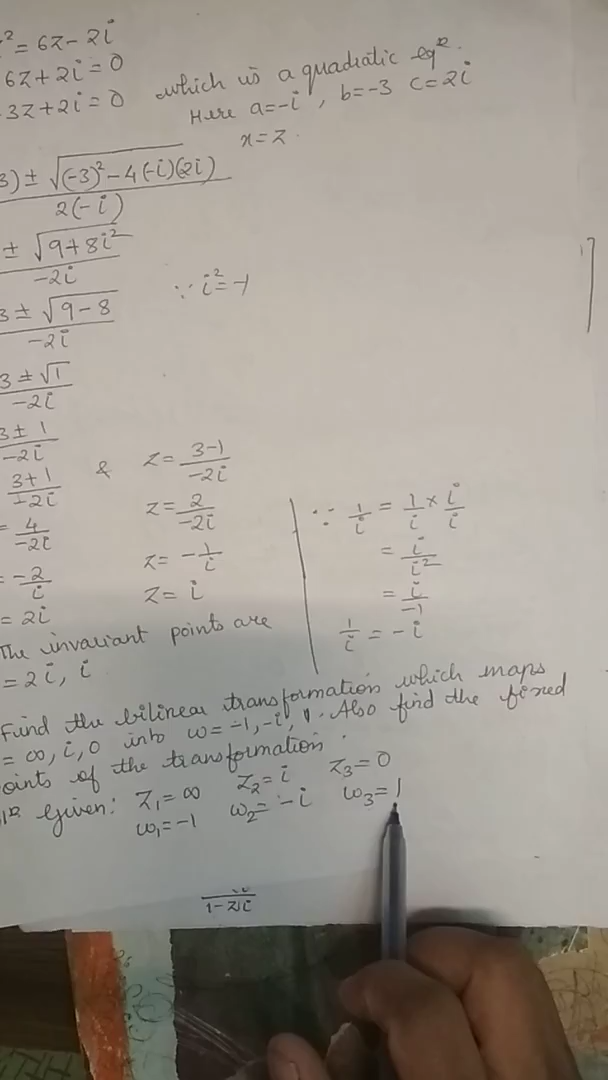 ² = 6z - 2i
6z + 2i = 0
3z + 2i = 0 which is a quadratic eqⁿ.
Here a = -i, b = -3 c = 2i
x = z.
3) ± √(-3)² - 4(-i)(2i)
2(-i)
± √9 + 8i²
-2i
3 ± √9 - 8
-2i
∵ i² = -1
3 ± √1
-2i
3 ± 1
-2i
3 + 1
-2i
& z = 3 - 1
-2i
= 4
-2i
z = 2
-2i
= -2
i
z = -1
i
= 2i
z = i
∵ 1/i = 1/i × i/i
= i/i²
= i/-1
1/i = -i
The invariant points are
= 2i, i
Find the bilinear transformation which maps
= ∞, i, 0 into w = -1, -i, 1. Also find the fixed
oints of the transformation.
Given: z₁ = ∞ z₂ = i z₃ = 0
w₁ = -1 w₂ = -i w₃ = 1